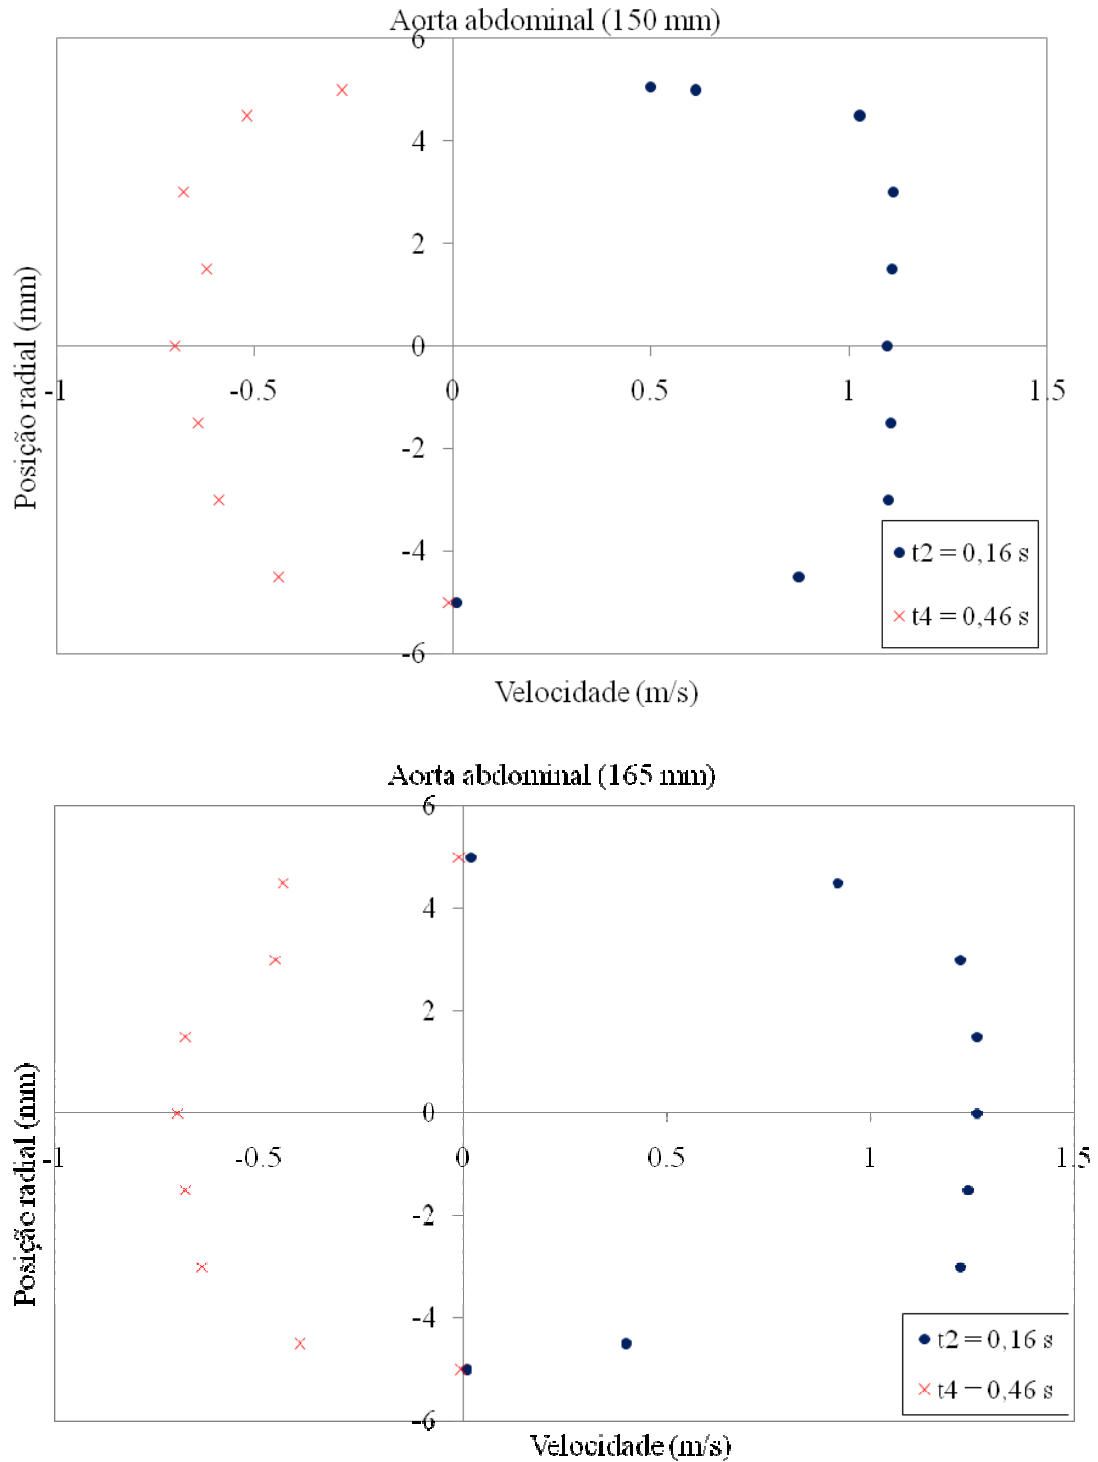 Aorta abdominal (150 mm)
6
4
2
0
-2
-4
-6
-1
-0.5
0
0.5
1
1.5
Posição radial (mm)
Velocidade (m/s)
t2 = 0,16 s
t4 = 0,46 s
Aorta abdominal (165 mm)
6
4
2
0
-2
-4
-6
-1
-0.5
0
0.5
1
1.5
Posição radial (mm)
Velocidade (m/s)
t2 = 0,16 s
t4 = 0,46 s